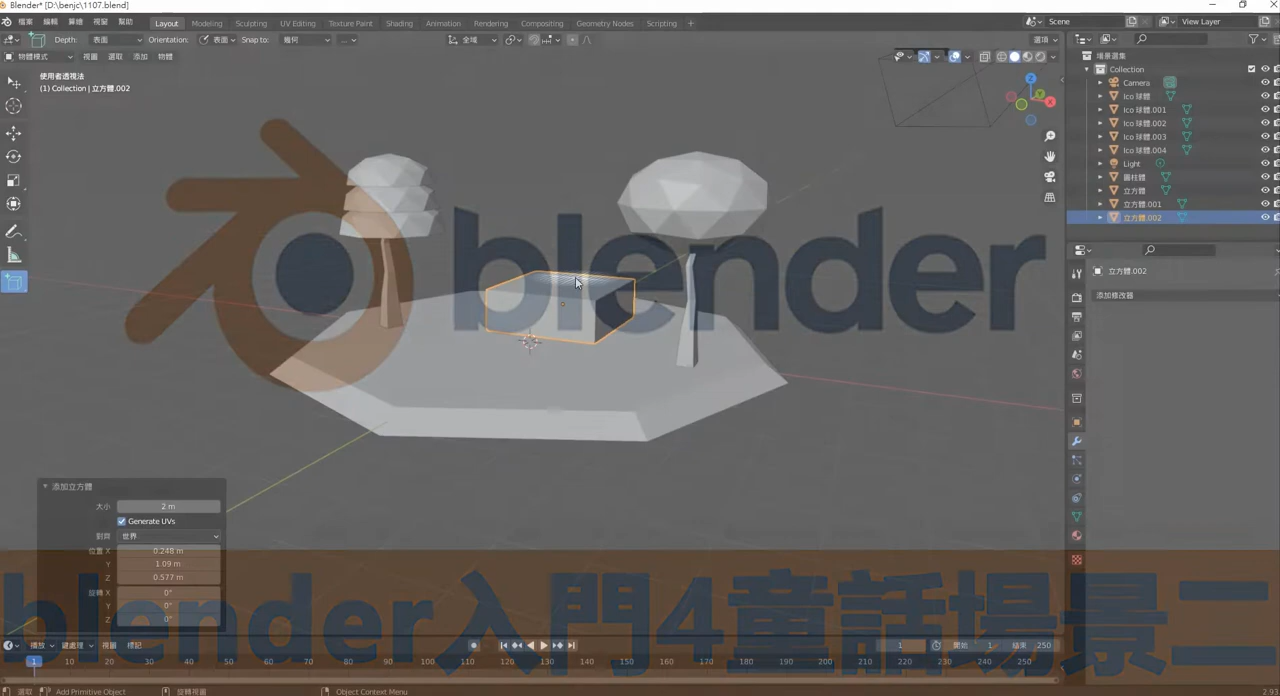 Blender* [D:\benjc\1107.blend]
檔案 編輯 算繪 視窗 幫助 Layout Modeling Sculpting UV Editing Texture Paint Shading Animation Rendering Compositing Geometry Nodes Scripting + Scene View Layer
Depth: 表面 Orientation: 表面 Snap to: 幾何 ... 全域 選項
物體模式 視圖 選取 添加 物體
使用者透視法
(1) Collection | 立方體.002
場景選集
Collection
Camera
Ico 球體
Ico 球體.001
Ico 球體.002
Ico 球體.003
Ico 球體.004
Light
圓柱體
立方體
立方體.001
立方體.002
立方體.002
添加修改器
blender
添加立方體
大小 2 m
Generate UVs
對齊 世界
位置 X 0.248 m
Y 1.09 m
Z 0.577 m
旋轉 X 0°
Y 0°
Z 0°
blender入門4童話場景二
播放 鍵處理 視圖 標記 1 開始 1 結束 250
1 10 20 30 40 50 60 70 80 90 100 110 120 130 140 150 160 170 180 190 200 210 220 230 240 250
選取 Add Primitive Object 旋轉視圖 Object Context Menu 2.93